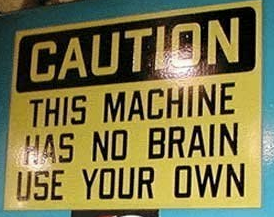 CAUTION
THIS MACHINE
HAS NO BRAIN
USE YOUR OWN